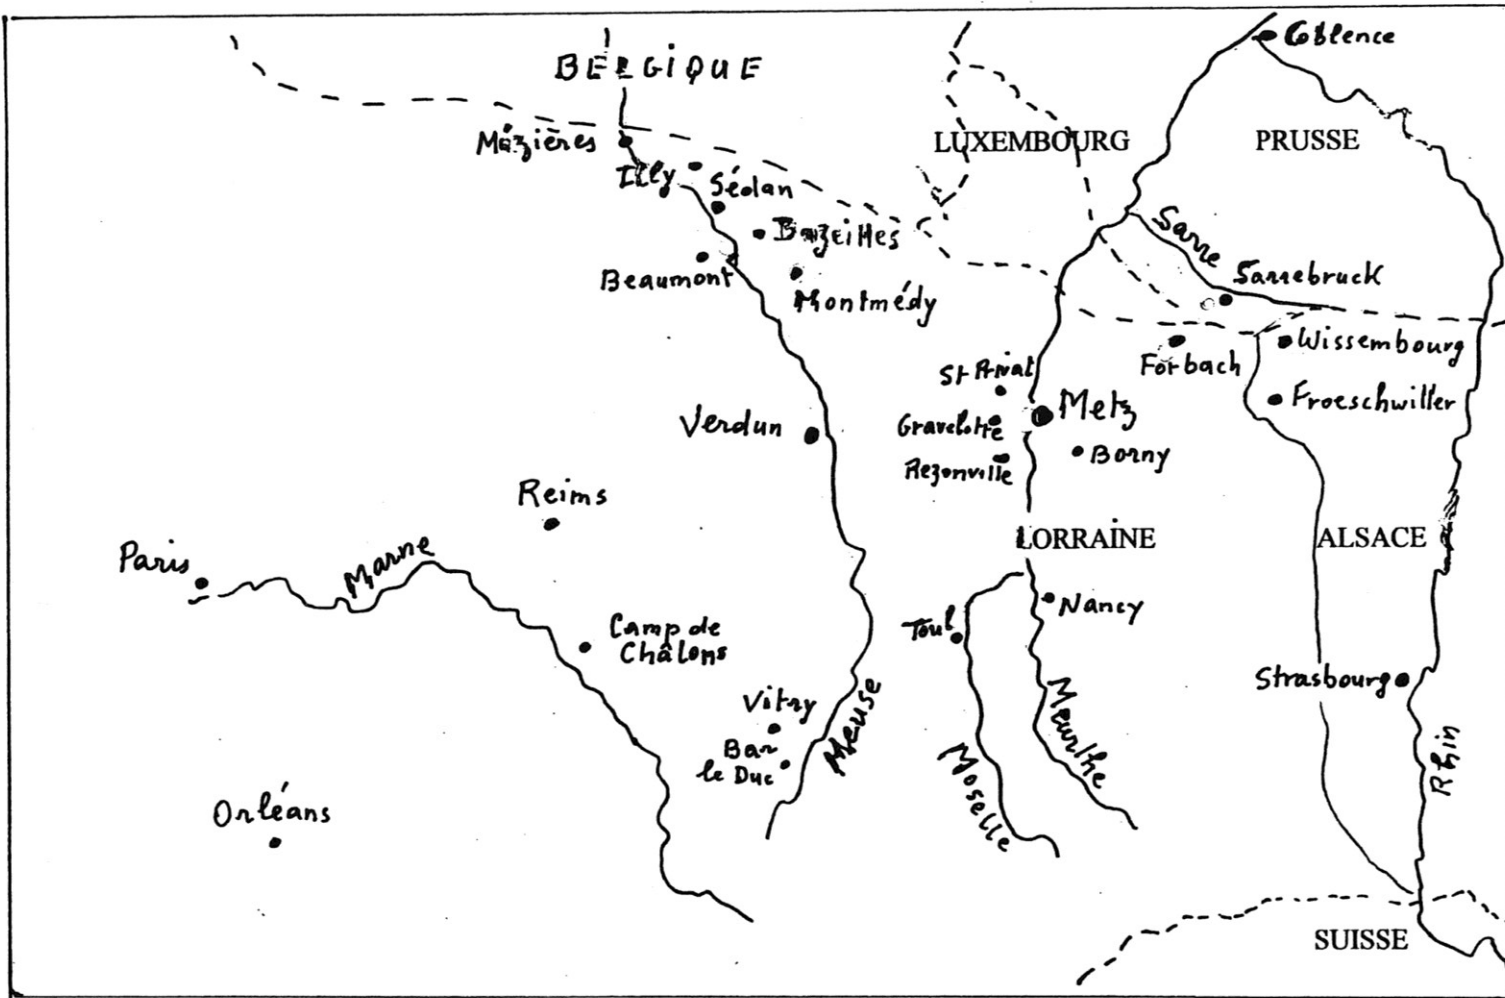 Coblence
BELGIQUE
Mézières
LUXEMBOURG
PRUSSE
Illy
Sédan
Bazeilles
Sarre
Beaumont
Sarrebruck
Montmédy
Wissembourg
Forbach
St Privat
Froeschwiller
Metz
Gravelotte
Verdun
Borny
Rezonville
Reims
LORRAINE
ALSACE
Paris
Marne
Nancy
Toul
Camp de
Châlons
Strasbourg
Vitry
Meuse
Meurthe
Bar
le Duc
Moselle
Rhin
Orléans
SUISSE